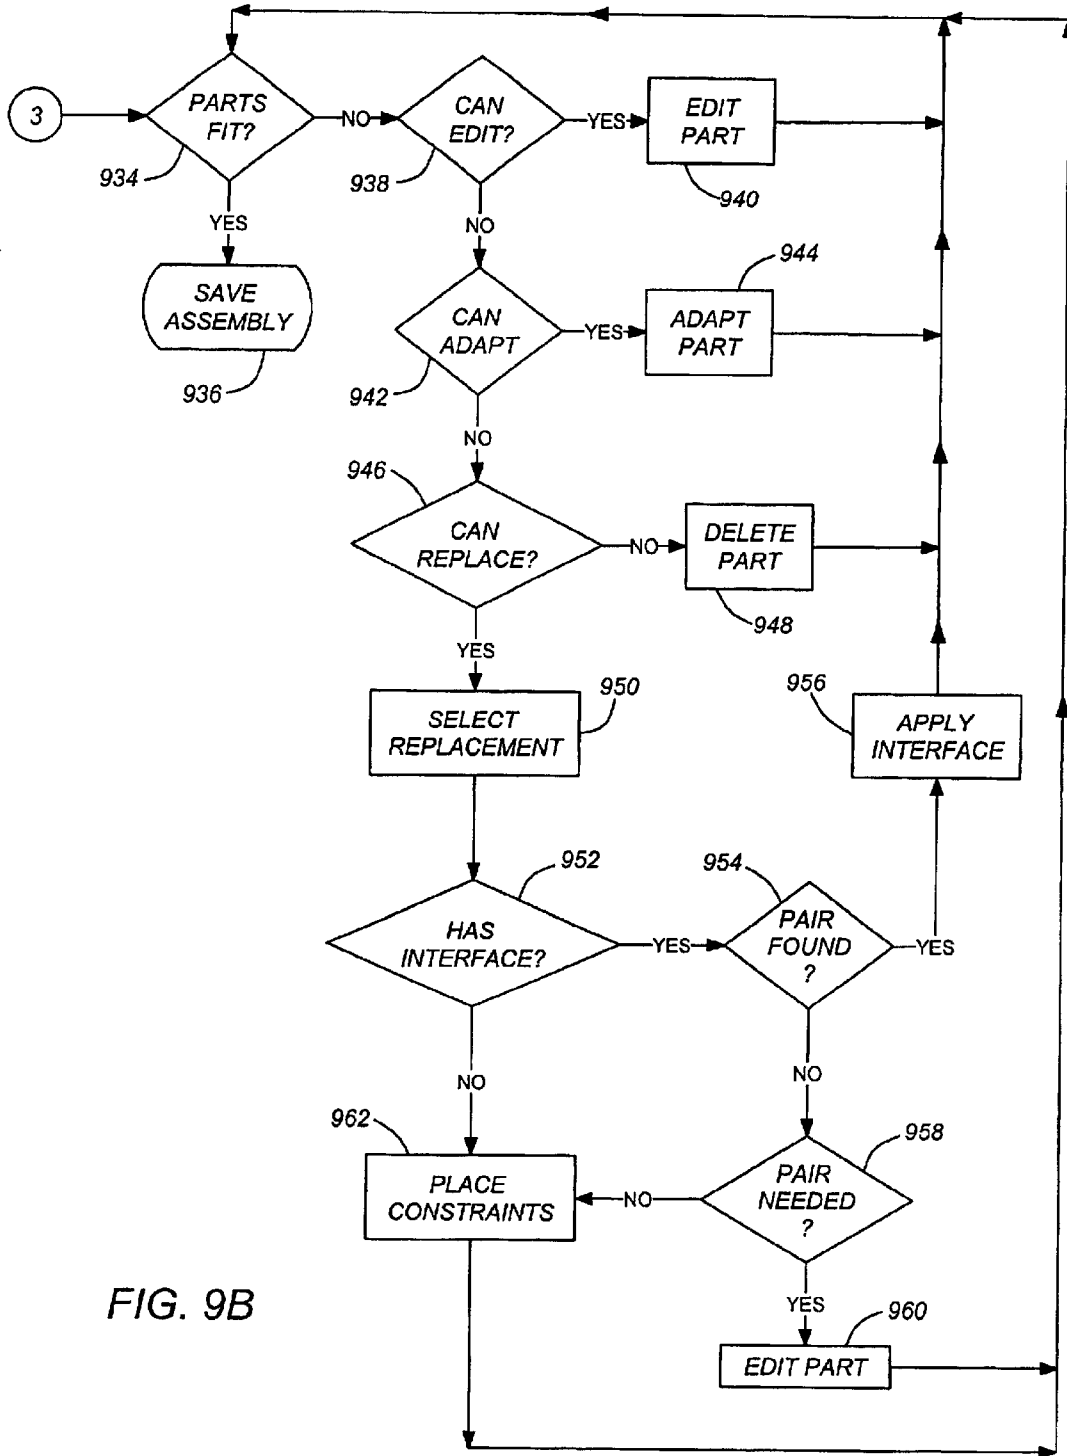 3
PARTS
FIT?
934
NO
CAN
EDIT?
938
YES
EDIT
PART
940
YES
NO
SAVE
ASSEMBLY
936
CAN
ADAPT
942
YES
ADAPT
PART
944
NO
946
CAN
REPLACE?
NO
DELETE
PART
948
YES
SELECT
REPLACEMENT
950
956
APPLY
INTERFACE
952
HAS
INTERFACE?
YES
954
PAIR
FOUND
?
YES
NO
NO
962
PLACE
CONSTRAINTS
NO
PAIR
NEEDED
?
958
YES
960
EDIT PART
FIG. 9B